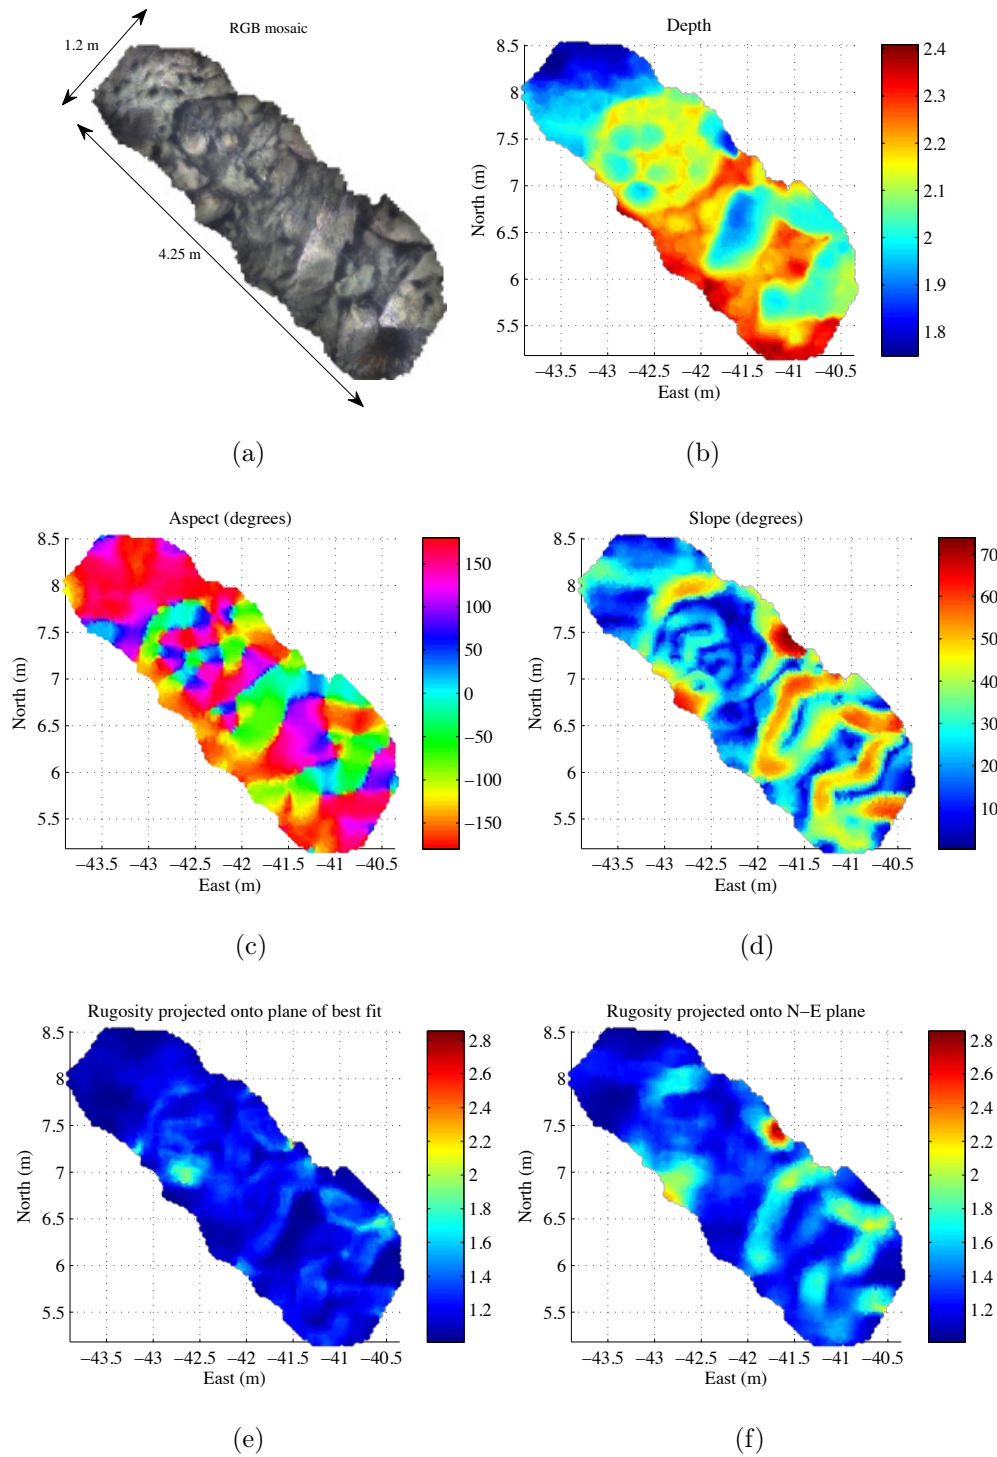 RGB mosaic
1.2 m
4.25 m
(a)
Depth
8.5
8
7.5
7
6.5
6
5.5
North (m)
−43.5 −43 −42.5 −42 −41.5 −41 −40.5
East (m)
2.4
2.3
2.2
2.1
2
1.9
1.8
(b)
Aspect (degrees)
8.5
8
7.5
7
6.5
6
5.5
North (m)
−43.5 −43 −42.5 −42 −41.5 −41 −40.5
East (m)
150
100
50
0
−50
−100
−150
(c)
Slope (degrees)
8.5
8
7.5
7
6.5
6
5.5
North (m)
−43.5 −43 −42.5 −42 −41.5 −41 −40.5
East (m)
70
60
50
40
30
20
10
(d)
Rugosity projected onto plane of best fit
8.5
8
7.5
7
6.5
6
5.5
North (m)
−43.5 −43 −42.5 −42 −41.5 −41 −40.5
East (m)
2.8
2.6
2.4
2.2
2
1.8
1.6
1.4
1.2
(e)
Rugosity projected onto N−E plane
8.5
8
7.5
7
6.5
6
5.5
North (m)
−43.5 −43 −42.5 −42 −41.5 −41 −40.5
East (m)
2.8
2.6
2.4
2.2
2
1.8
1.6
1.4
1.2
(f)